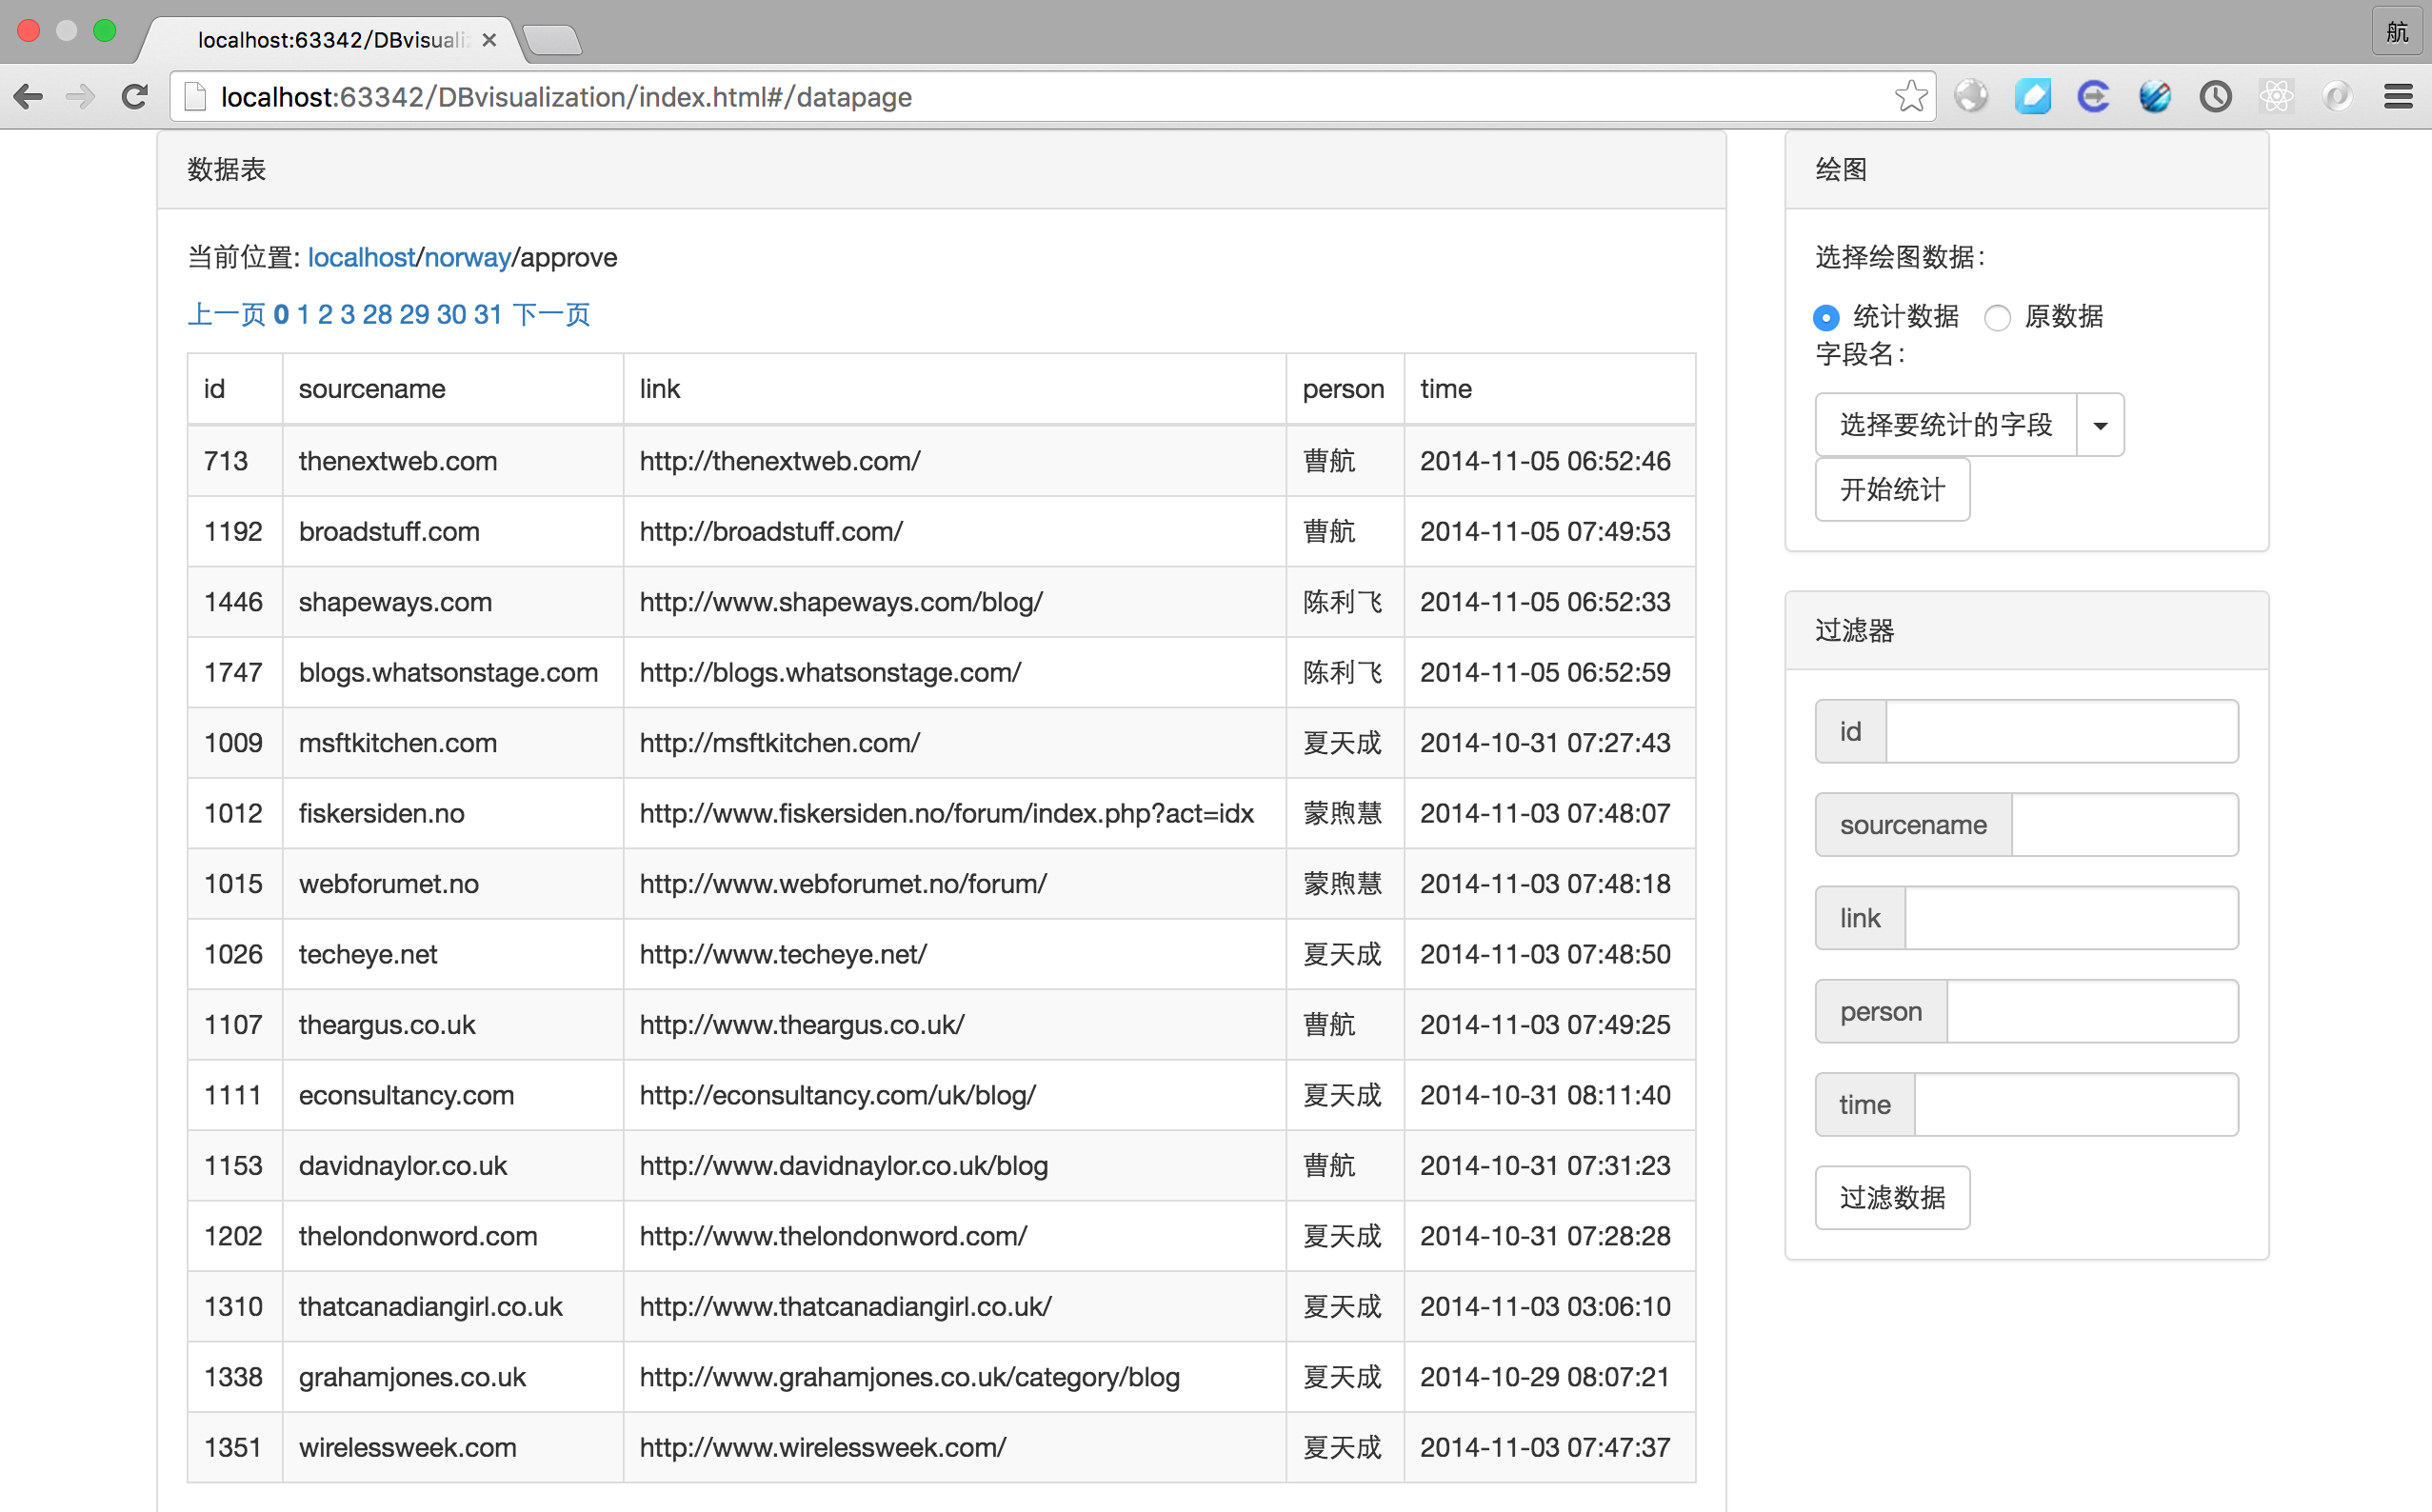 localhost:63342/DBvisuali
航
localhost:63342/DBvisualization/index.html#/datapage
数据表
当前位置: localhost/norway/approve
上一页 0 1 2 3 28 29 30 31 下一页
id sourcename link person time
713 thenextweb.com http://thenextweb.com/ 曹航 2014-11-05 06:52:46
1192 broadstuff.com http://broadstuff.com/ 曹航 2014-11-05 07:49:53
1446 shapeways.com http://www.shapeways.com/blog/ 陈利飞 2014-11-05 06:52:33
1747 blogs.whatsonstage.com http://blogs.whatsonstage.com/ 陈利飞 2014-11-05 06:52:59
1009 msftkitchen.com http://msftkitchen.com/ 夏天成 2014-10-31 07:27:43
1012 fiskersiden.no http://www.fiskersiden.no/forum/index.php?act=idx 蒙煦慧 2014-11-03 07:48:07
1015 webforumet.no http://www.webforumet.no/forum/ 蒙煦慧 2014-11-03 07:48:18
1026 techeye.net http://www.techeye.net/ 夏天成 2014-11-03 07:48:50
1107 theargus.co.uk http://www.theargus.co.uk/ 曹航 2014-11-03 07:49:25
1111 econsultancy.com http://econsultancy.com/uk/blog/ 夏天成 2014-10-31 08:11:40
1153 davidnaylor.co.uk http://www.davidnaylor.co.uk/blog 曹航 2014-10-31 07:31:23
1202 thelondonword.com http://www.thelondonword.com/ 夏天成 2014-10-31 07:28:28
1310 thatcanadiangirl.co.uk http://www.thatcanadiangirl.co.uk/ 夏天成 2014-11-03 03:06:10
1338 grahamjones.co.uk http://www.grahamjones.co.uk/category/blog 夏天成 2014-10-29 08:07:21
1351 wirelessweek.com http://www.wirelessweek.com/ 夏天成 2014-11-03 07:47:37
绘图
选择绘图数据:
统计数据 原数据
字段名:
选择要统计的字段
开始统计
过滤器
id
sourcename
link
person
time
过滤数据